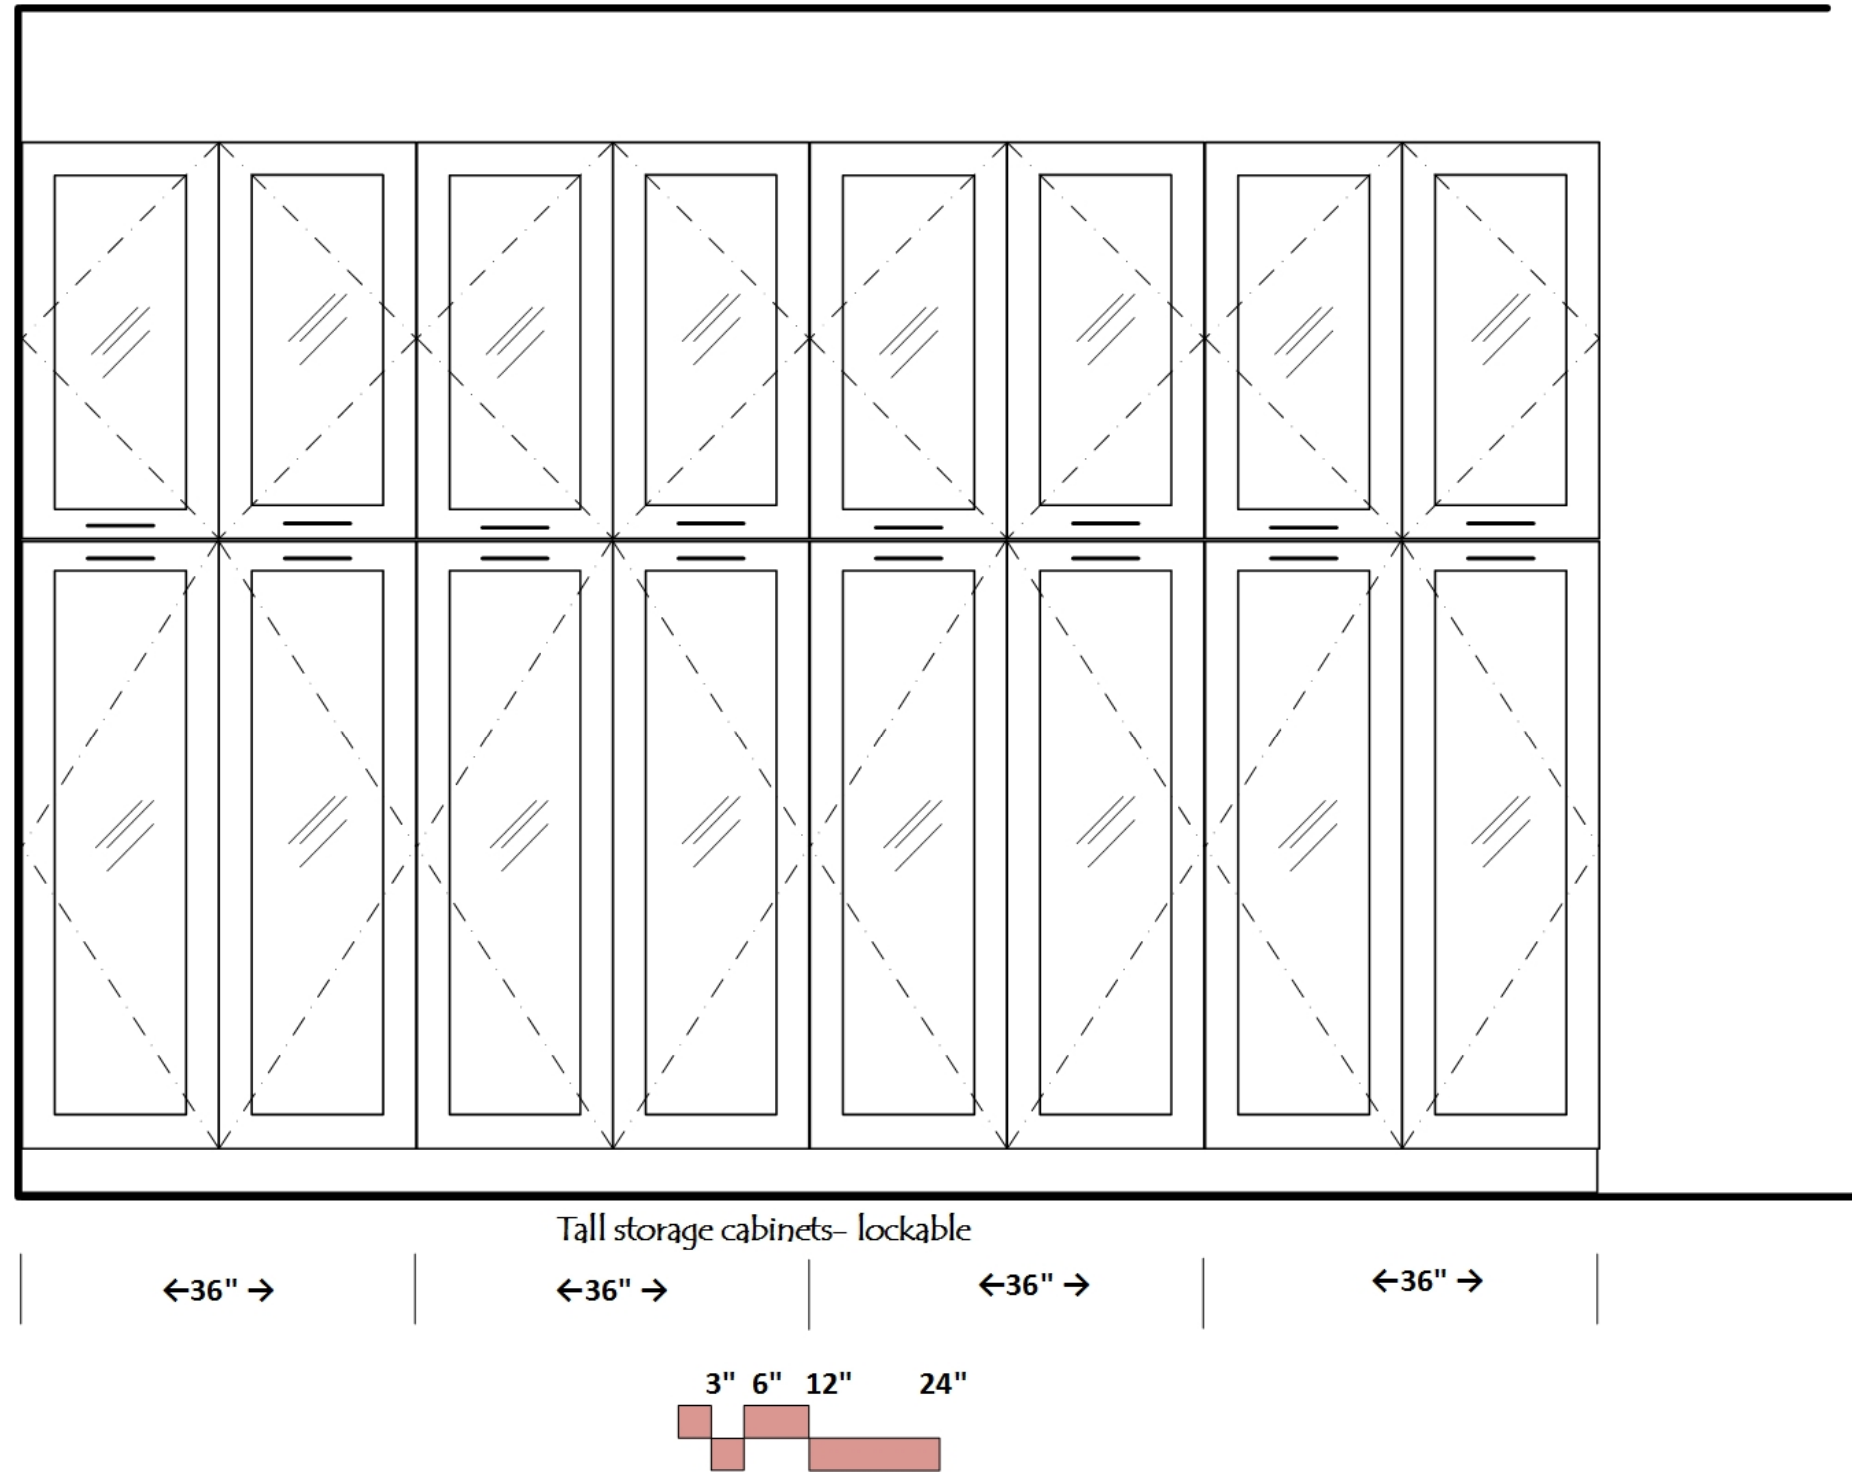 Tall storage cabinets– lockable
←36" → ←36" → ←36" → ←36" →
3" 6" 12" 24"